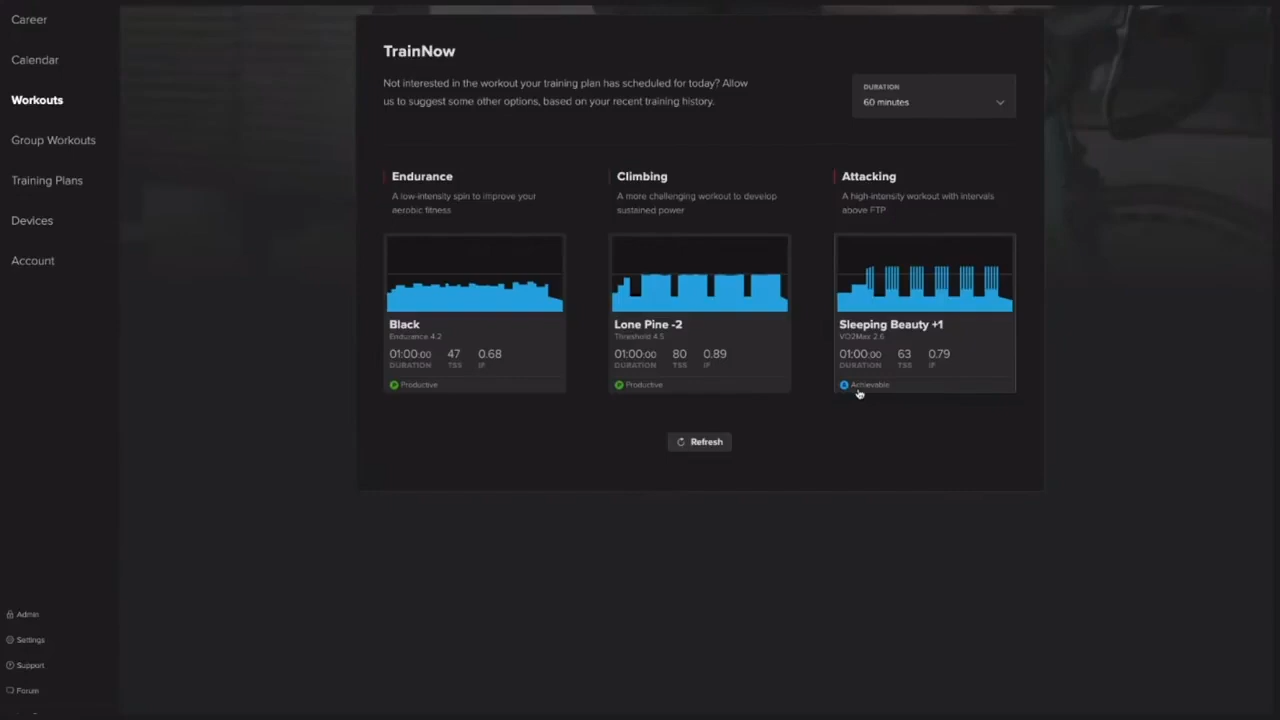 Career
Calendar
Workouts
Group Workouts
Training Plans
Devices
Account
Admin
Settings
Support
Forum
TrainNow
Not interested in the workout your training plan has scheduled for today? Allow
us to suggest some other options, based on your recent training history.
DURATION
60 minutes
Endurance
A low-intensity spin to improve your
aerobic fitness
Black
Endurance 4.2
01:00:00 47 0.68
DURATION TSS IF
P Productive
Climbing
A more challenging workout to develop
sustained power
Lone Pine -2
Threshold 4.5
01:00:00 80 0.89
DURATION TSS IF
P Productive
Attacking
A high-intensity workout with intervals
above FTP
Sleeping Beauty +1
VO2Max 2.6
01:00:00 63 0.79
DURATION TSS IF
A Achievable
Refresh